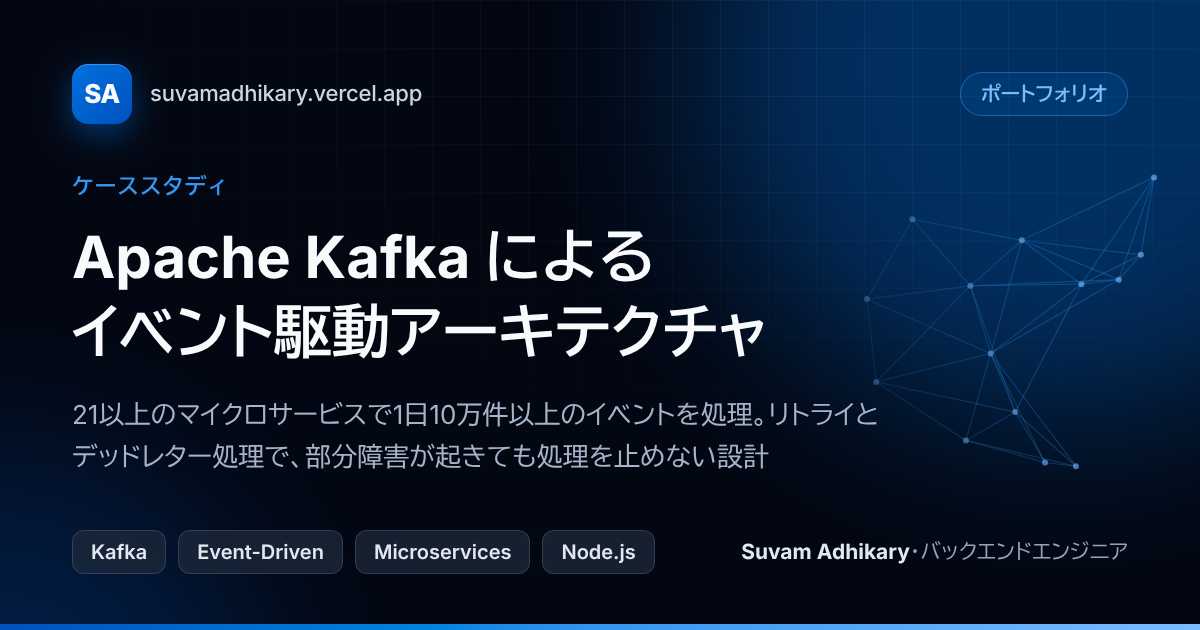 SA
suvamadhikary.vercel.app
ポートフォリオ
ケーススタディ
Apache Kafka による
イベント駆動アーキテクチャ
21以上のマイクロサービスで1日10万件以上のイベントを処理。リトライと
デッドレター処理で、部分障害が起きても処理を止めない設計
Kafka
Event-Driven
Microservices
Node.js
Suvam Adhikary・バックエンドエンジニア